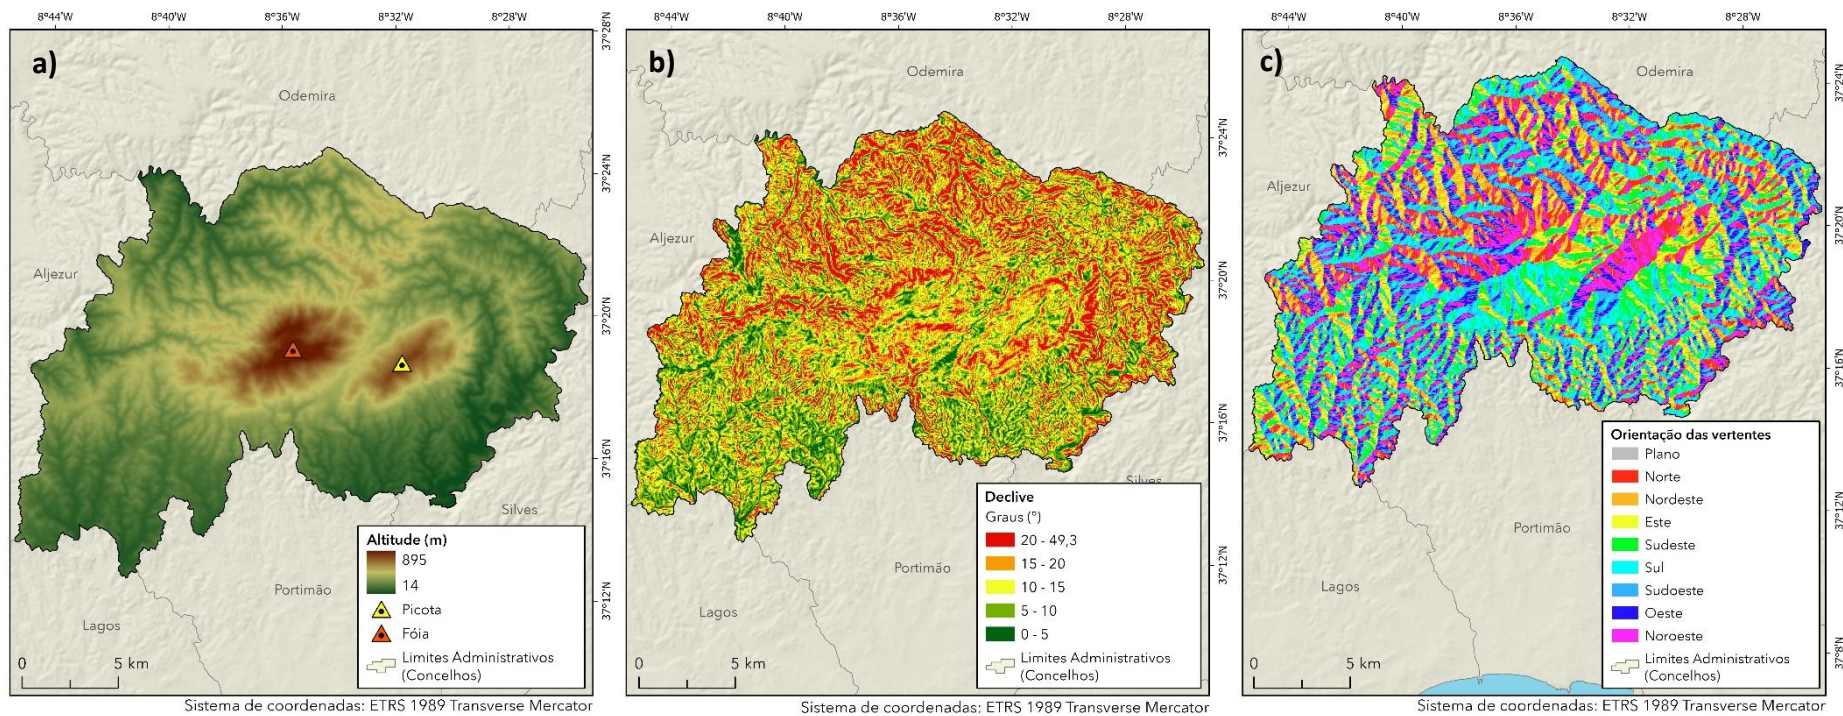 8°44'O 8°40'O 8°36'O 8°32'O 8°28'O
a)
Odemira
Aljezur
Silves
Portimão
Lagos
37°28'N
37°24'N
37°20'N
37°16'N
37°12'N
Altitude (m)
895
14
Picota
Fóia
Limites Administrativos
(Concelhos)
0 5 km
Sistema de coordenadas: ETRS 1989 Transverse Mercator
8°44'O 8°40'O 8°36'O 8°32'O 8°28'O
b)
Odemira
Aljezur
Silves
Portimão
Lagos
37°24'N
37°20'N
37°16'N
37°12'N
Declive
Graus (°)
20 - 49,3
15 - 20
10 - 15
5 - 10
0 - 5
Limites Administrativos
(Concelhos)
0 5 km
Sistema de coordenadas: ETRS 1989 Transverse Mercator
8°44'O 8°40'O 8°36'O 8°32'O 8°28'O
c)
Odemira
Aljezur
Portimão
Lagos
37°24'N
37°20'N
37°16'N
37°12'N
37°8'N
Orientação das vertentes
Plano
Norte
Nordeste
Este
Sudeste
Sul
Sudoeste
Oeste
Noroeste
Limites Administrativos
(Concelhos)
0 5 km
Sistema de coordenadas: ETRS 1989 Transverse Mercator